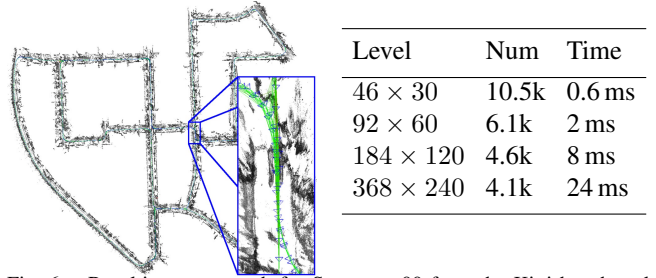 Level Num Time
46 × 30 10.5k 0.6 ms
92 × 60 6.1k 2 ms
184 × 120 4.6k 8 ms
368 × 240 4.1k 24 ms